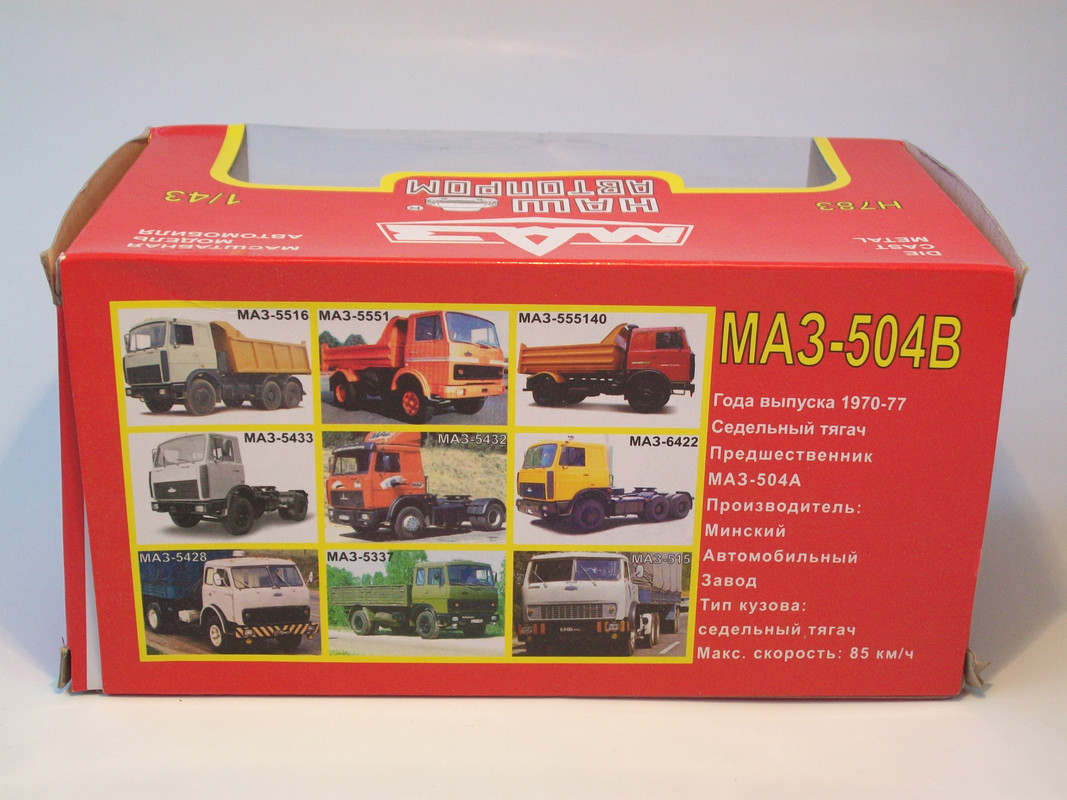 1/43
МАСШТАБНАЯ
МОДЕЛЬ
АВТОМОБИЛЯ
НАШ
АВТОПРОМ
МАЗ
H783
DIE
CAST
METAL
МАЗ-5516
МАЗ-5551
МАЗ-555140
МАЗ-5433
МАЗ-5432
МАЗ-6422
МАЗ-5428
МАЗ-5337
МАЗ-515
МАЗ-504В
Года выпуска 1970-77
Седельный тягач
Предшественник
МАЗ-504А
Производитель:
Минский
Автомобильный
Завод
Тип кузова:
седельный тягач
Макс. скорость: 85 км/ч